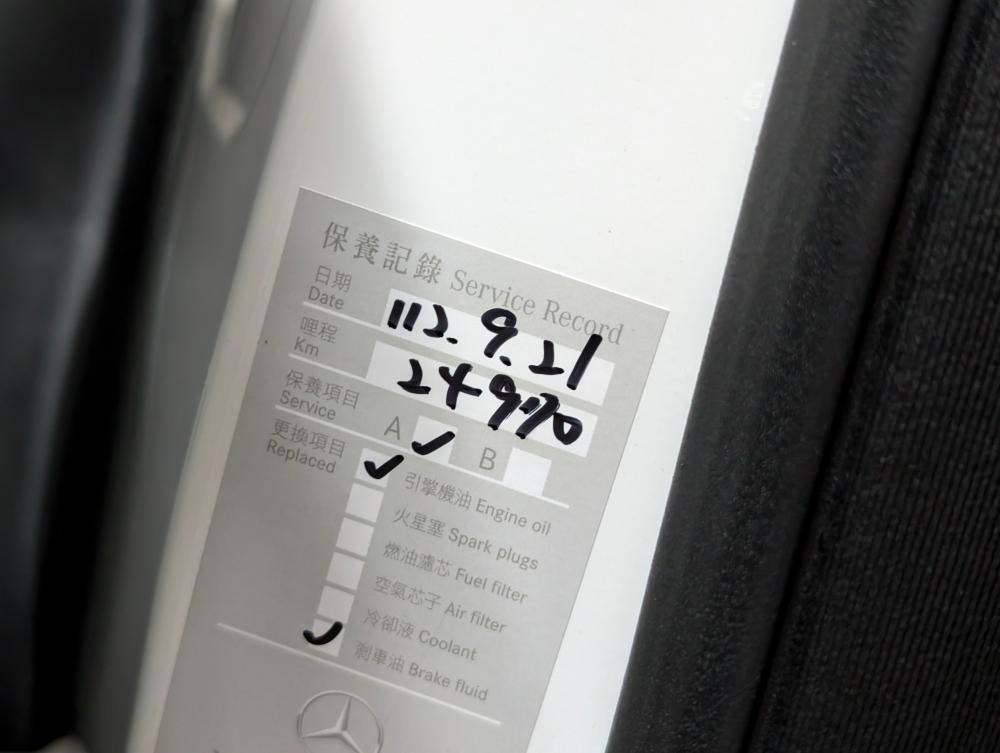 保養記錄 Service Record
日期
Date
112.9.21
哩程
Km
24990
保養項目
Service
A ✓ B
更換項目
Replaced
✓ 引擎機油 Engine oil
火星塞 Spark plugs
燃油濾芯 Fuel filter
空氣芯子 Air filter
冷卻液 Coolant
✓ 剎車油 Brake fluid